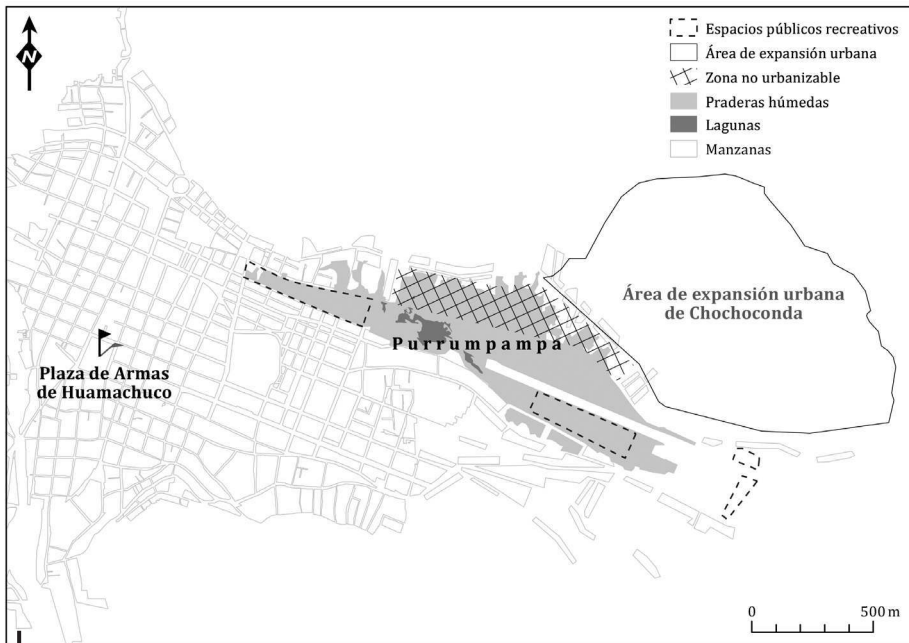 N
Espacios públicos recreativos
Área de expansión urbana
Zona no urbanizable
Praderas húmedas
Lagunas
Manzanas
Área de expansión urbana
de Chochoconda
Purrumpampa
Plaza de Armas
de Huamachuco
0 500 m